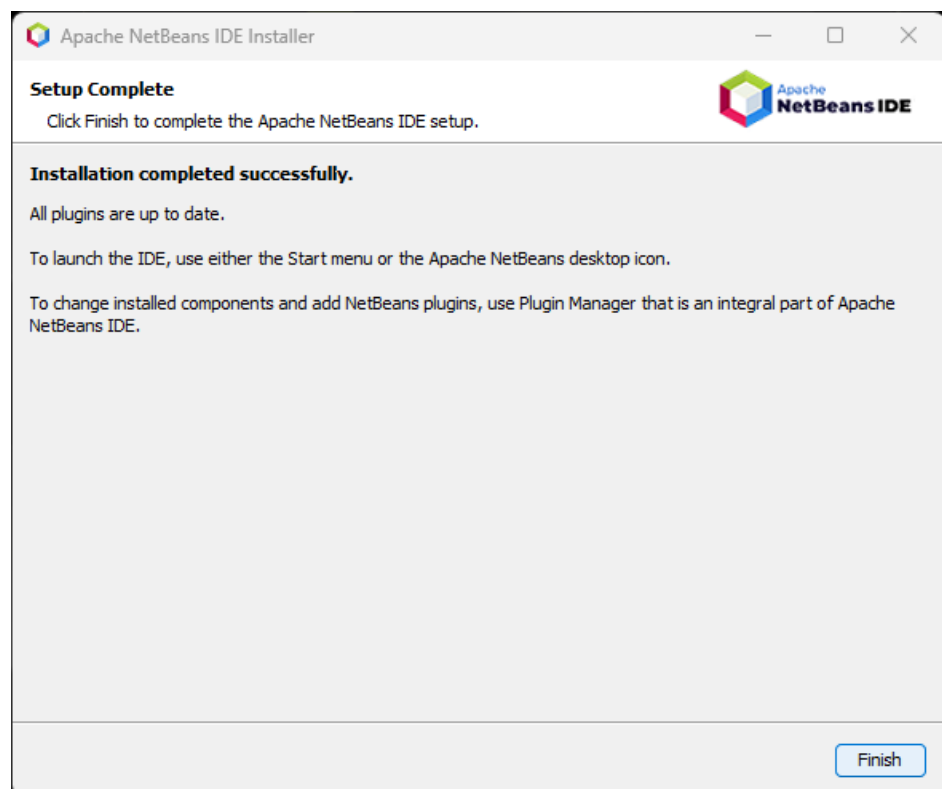 Apache NetBeans IDE Installer
Setup Complete
Click Finish to complete the Apache NetBeans IDE setup.
Apache
NetBeans IDE
Installation completed successfully.
All plugins are up to date.
To launch the IDE, use either the Start menu or the Apache NetBeans desktop icon.
To change installed components and add NetBeans plugins, use Plugin Manager that is an integral part of Apache
NetBeans IDE.
Finish